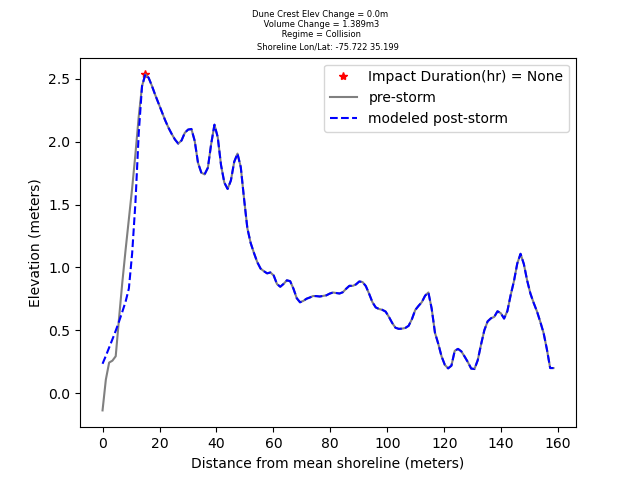 Dune Crest Elev Change = 0.0m
Volume Change = 1.389m3
Regime = Collision
Shoreline Lon/Lat: -75.722 35.199
Impact Duration(hr) = None
pre-storm
modeled post-storm
Elevation (meters)
2.5
2.0
1.5
1.0
0.5
0.0
0 20 40 60 80 100 120 140 160
Distance from mean shoreline (meters)